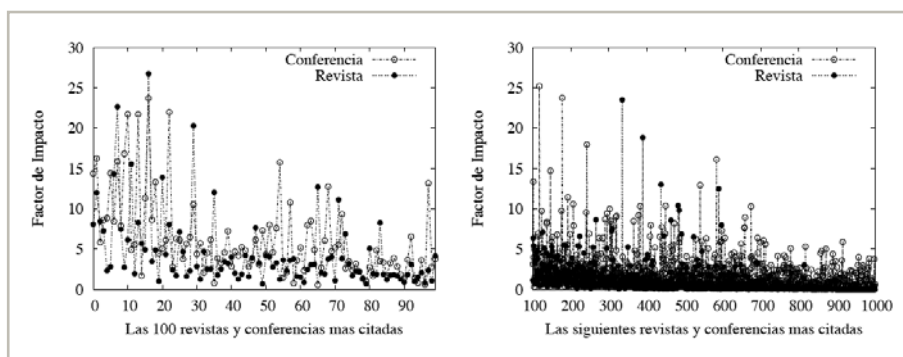 30
25
20
15
10
5
0
Factor de Impacto
Conferencia
Revista
0 10 20 30 40 50 60 70 80 90
Las 100 revistas y conferencias mas citadas
30
25
20
15
10
5
0
Factor de Impacto
Conferencia
Revista
100 200 300 400 500 600 700 800 900 1000
Las siguientes revistas y conferencias mas citadas